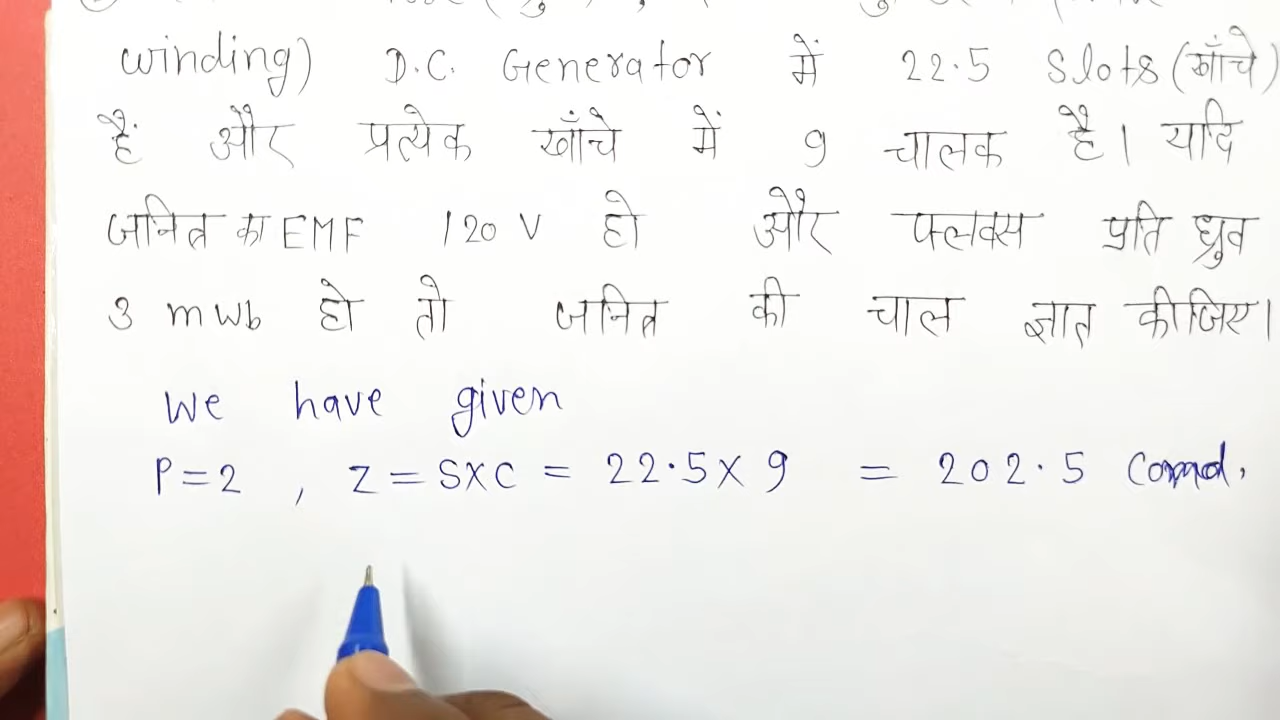 winding) D.C. Generator में 22.5 Slots (खाँचे)
हैं और प्रत्येक खाँचे में 9 चालक है। यदि
जनित्र का EMF 120 V हो और फ्लक्स प्रति ध्रुव
3 mwb हो तो जनित्र की चाल ज्ञात कीजिए।
We have given
P=2 , Z=S×C = 22.5×9 = 202.5 Cond.